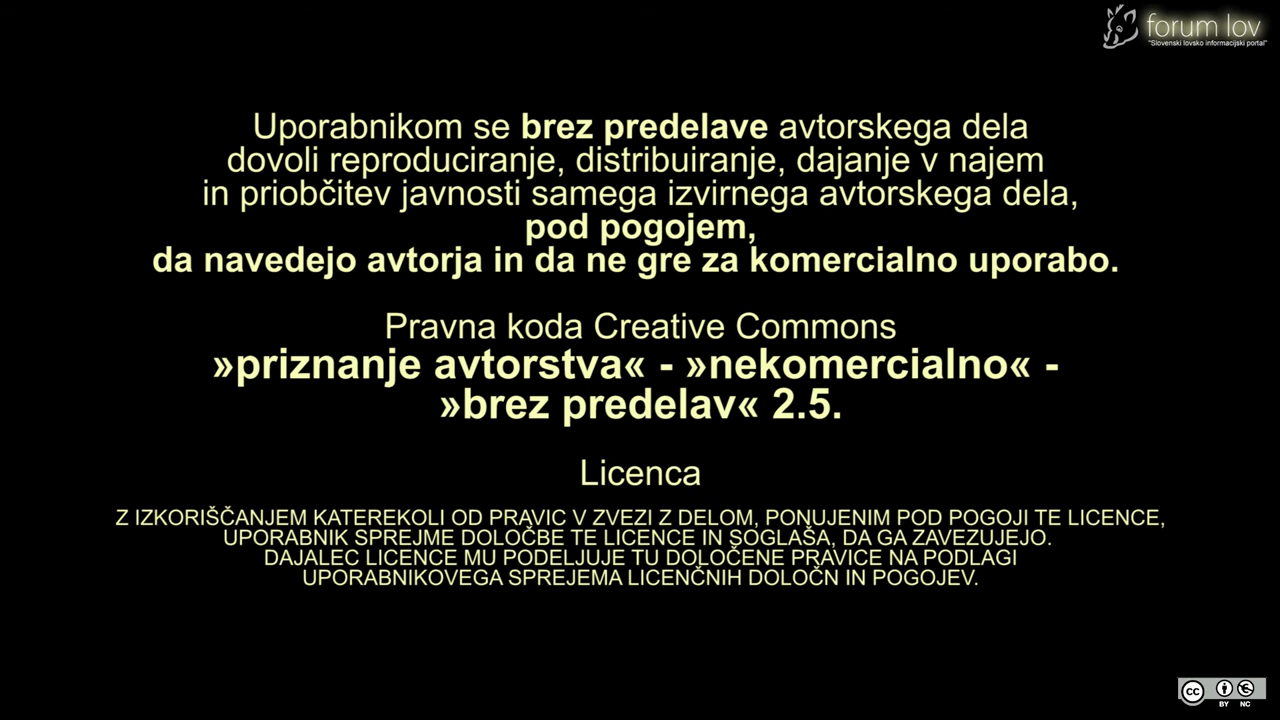 forum lov
"Slovenski lovsko informacijski portal"
Uporabnikom se brez predelave avtorskega dela
dovoli reproduciranje, distribuiranje, dajanje v najem
in priobčitev javnosti samega izvirnega avtorskega dela,
pod pogojem,
da navedejo avtorja in da ne gre za komercialno uporabo.
Pravna koda Creative Commons
»priznanje avtorstva« - »nekomercialno« -
»brez predelav« 2.5.
Licenca
Z IZKORIŠČANJEM KATEREKOLI OD PRAVIC V ZVEZI Z DELOM, PONUJENIM POD POGOJI TE LICENCE,
UPORABNIK SPREJME DOLOČBE TE LICENCE IN SOGLAŠA, DA GA ZAVEZUJEJO.
DAJALEC LICENCE MU PODELJUJE TU DOLOČENE PRAVICE NA PODLAGI
UPORABNIKOVEGA SPREJEMA LICENČNIH DOLOČN IN POGOJEV.
cc
BY NC